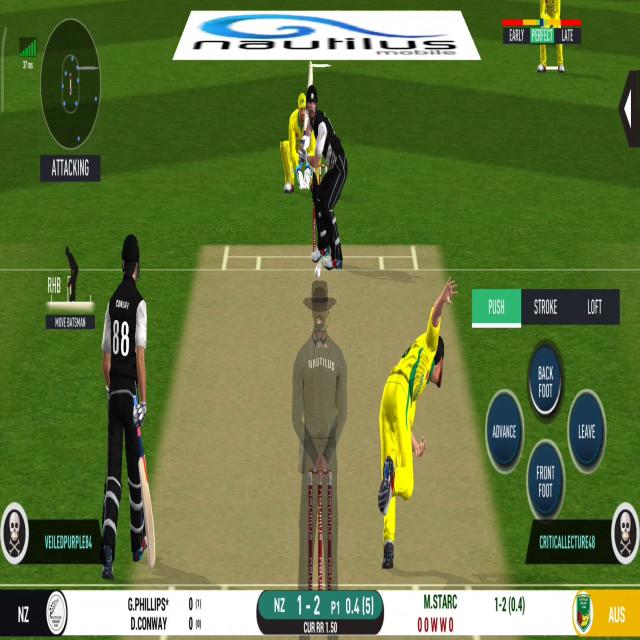 nautilus
mobile
EARLY PERFECT LATE
37 ms
ATTACKING
RHB
MOVE BATSMAN
CONWAY
88
NAUTILUS
PUSH STROKE LOFT
BACK FOOT
ADVANCE
LEAVE
FRONT FOOT
VEILEDPURPLE84
CRITICALLECTURE48
NZ
G.PHILLIPS* 0 (1)
D.CONWAY 0 (0)
NZ 1-2 P1 0.4 (5)
CUR RR 1.50
M.STARC 1-2 (0.4)
0 0 W W 0
AUS